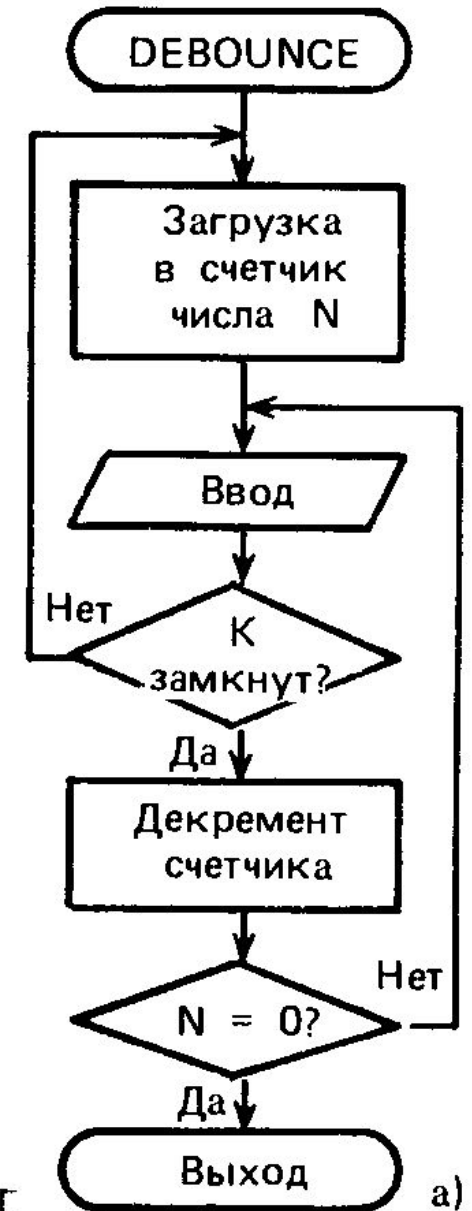 DEBOUNCE
Загрузка
в счетчик
числа N
Ввод
Нет
К
замкнут?
Да
Декремент
счетчика
Нет
N = 0?
Да
Выход
а)